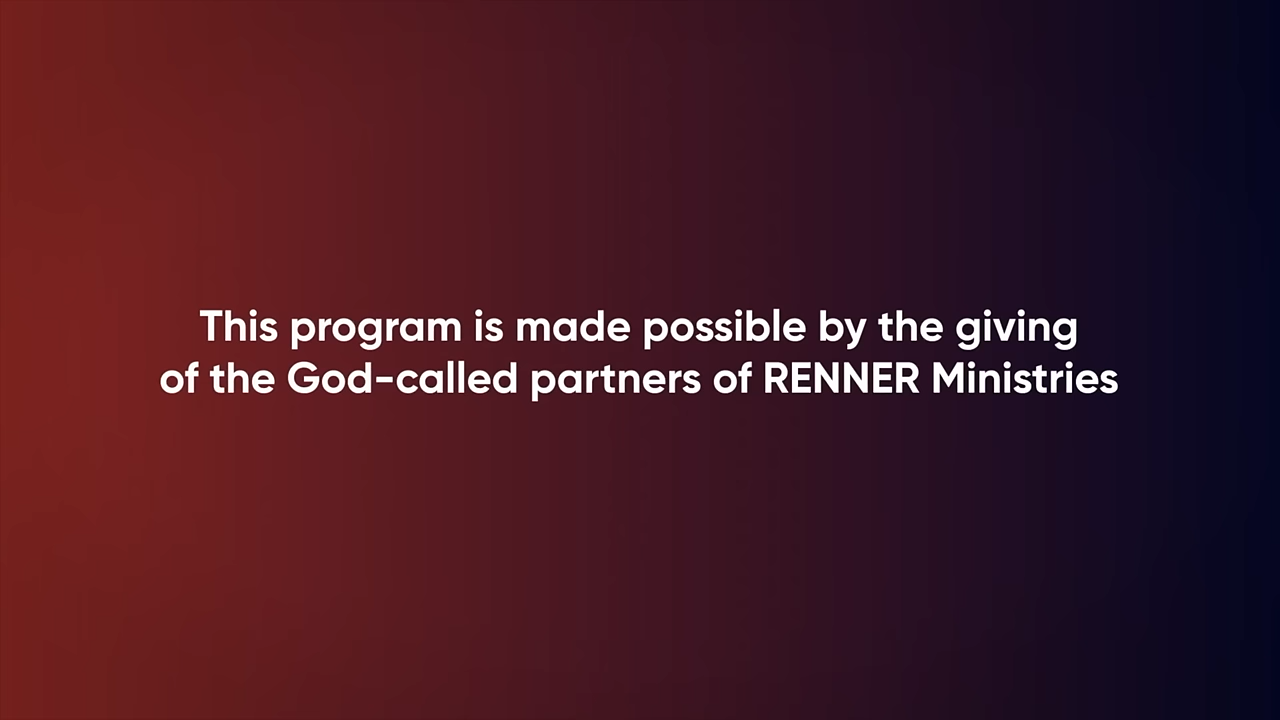 This program is made possible by the giving
of the God-called partners of RENNER Ministries